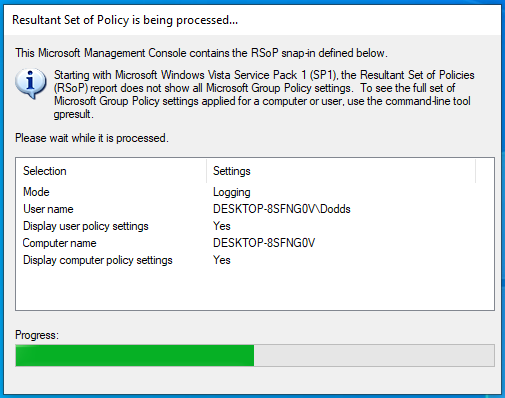 Resultant Set of Policy is being processed...
This Microsoft Management Console contains the RSoP snap-in defined below.
Starting with Microsoft Windows Vista Service Pack 1 (SP1), the Resultant Set of Policies
(RSoP) report does not show all Microsoft Group Policy settings.  To see the full set of
Microsoft Group Policy settings applied for a computer or user, use the command-line tool
gpresult.
Please wait while it is processed.
Selection Settings
Mode Logging
User name DESKTOP-8SFNG0V\Dodds
Display user policy settings Yes
Computer name DESKTOP-8SFNG0V
Display computer policy settings Yes
Progress: